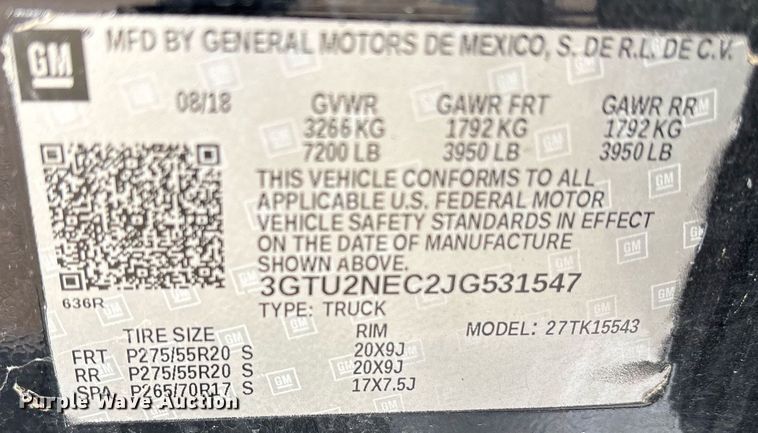 GM MFD BY GENERAL MOTORS DE MEXICO, S. DE R.L. DE C.V.
08/18 GVWR GAWR FRT GAWR RR
3266 KG 1792 KG 1792 KG
7200 LB 3950 LB 3950 LB
THIS VEHICLE CONFORMS TO ALL
APPLICABLE U.S. FEDERAL MOTOR
VEHICLE SAFETY STANDARDS IN EFFECT
ON THE DATE OF MANUFACTURE
SHOWN ABOVE.
3GTU2NEC2JG531547
636R
TYPE: TRUCK
TIRE SIZE RIM MODEL: 27TK15543
FRT P275/55R20 S 20X9J
RR P275/55R20 S 20X9J
SPA P265/70R17 S 17X7.5J
Purple Wave Auction